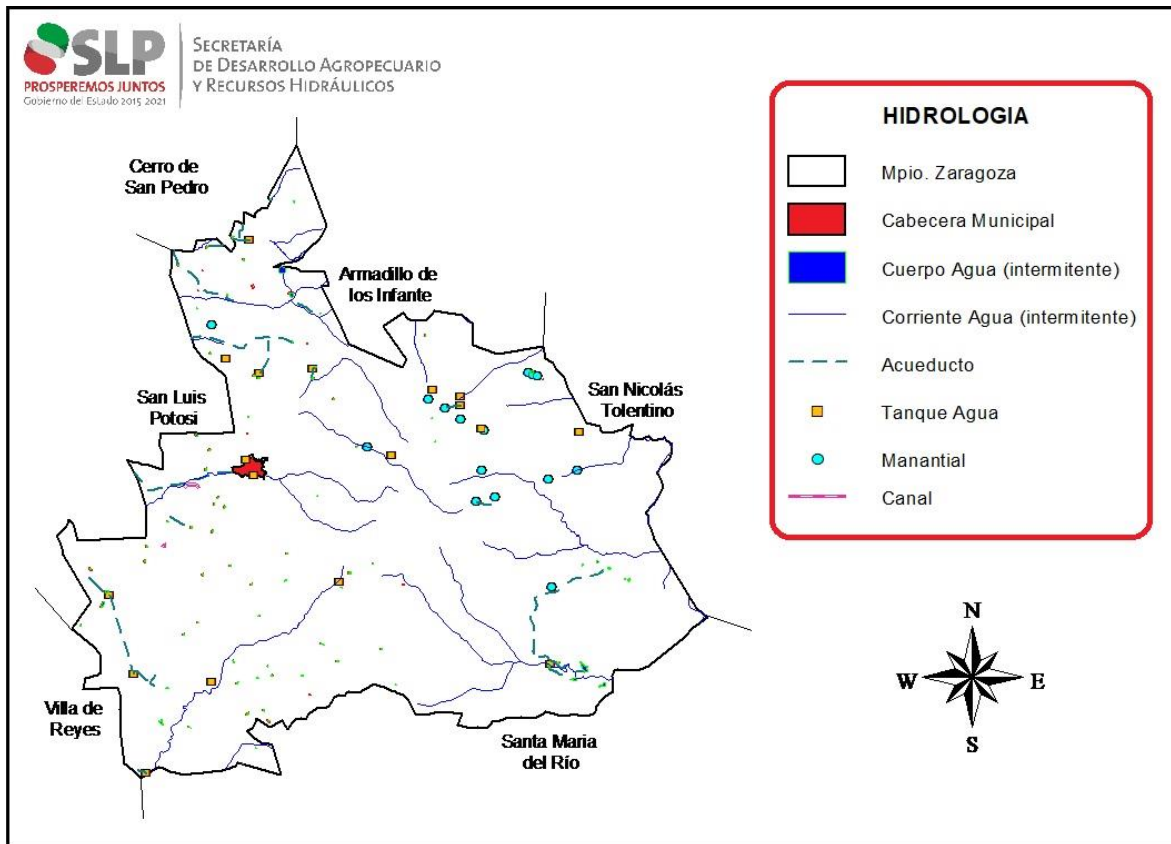 SLP
PROSPEREMOS JUNTOS
Gobierno del Estado 2015-2021
SECRETARÍA
DE DESARROLLO AGROPECUARIO
Y RECURSOS HIDRÁULICOS
Cerro de
San Pedro
Armadillo de
los Infante
San Luis
Potosi
San Nicolás
Tolentino
Villa de
Reyes
Santa Maria
del Río
HIDROLOGIA
Mpio. Zaragoza
Cabecera Municipal
Cuerpo Agua (intermitente)
Corriente Agua (intermitente)
Acueducto
Tanque Agua
Manantial
Canal
N
W E
S